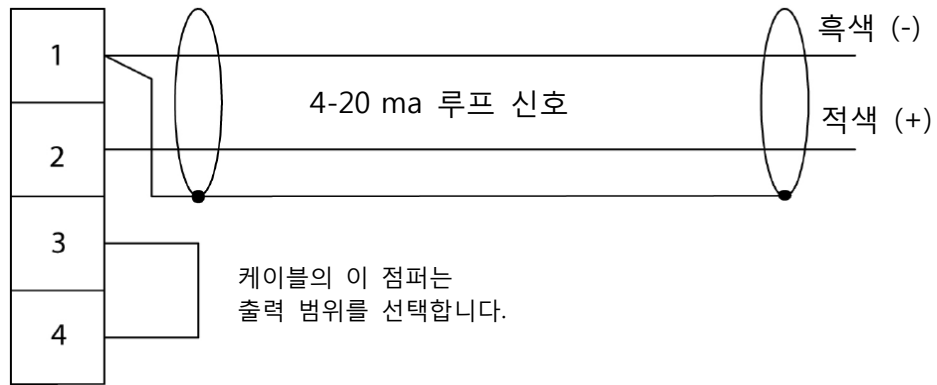 1
흑색 (-)
4-20 ma 루프 신호
적색 (+)
2
3
케이블의 이 점퍼는
출력 범위를 선택합니다.
4